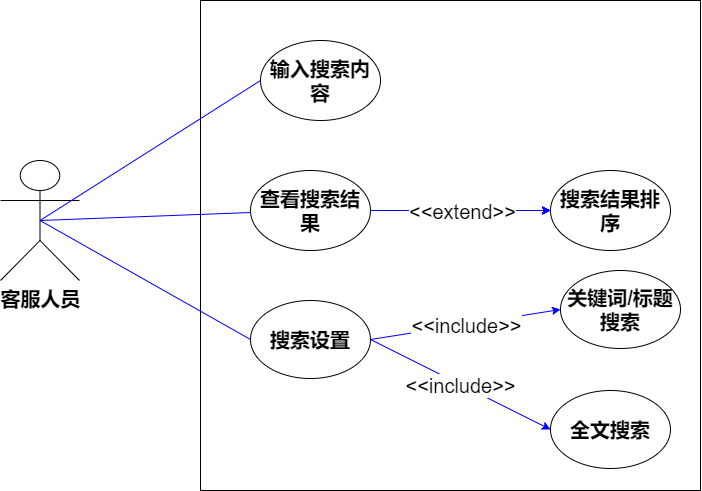 输入搜索内
容
查看搜索结
果
<<extend>>
搜索结果排
序
客服人员
搜索设置
<<include>>
关键词/标题
搜索
<<include>>
全文搜索